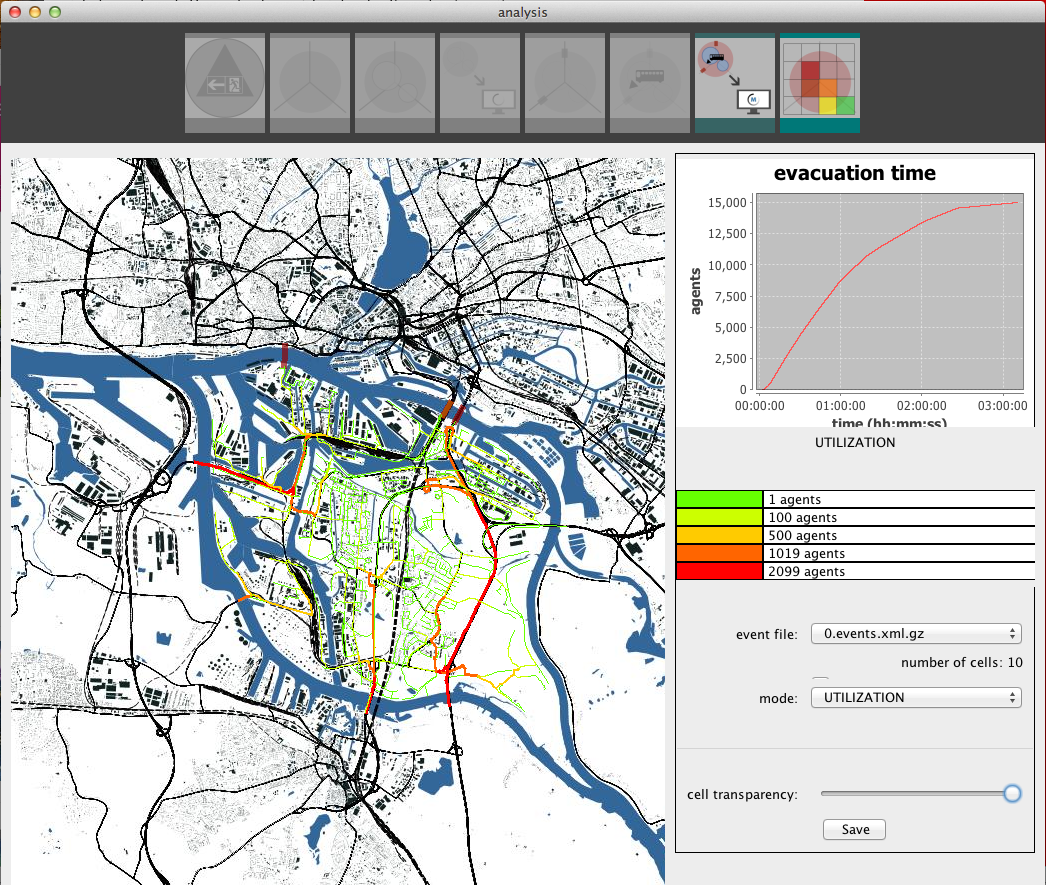 analysis
M
evacuation time
15,000
12,500
10,000
7,500
5,000
2,500
0
agents
00:00:00 01:00:00 02:00:00 03:00:00
time (hh:mm:ss)
UTILIZATION
1 agents
100 agents
500 agents
1019 agents
2099 agents
event file: 0.events.xml.gz
number of cells: 10
mode: UTILIZATION
cell transparency:
Save